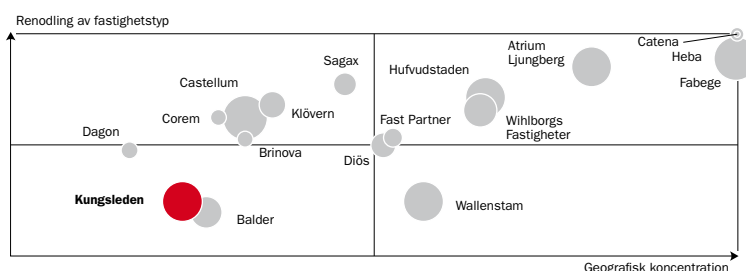 Renodling av fastighetstyp
Catena
Atrium
Ljungberg
Heba
Sagax
Hufvudstaden
Fabege
Castellum
Klövern
Corem
Fast Partner
Wihlborgs
Fastigheter
Dagon
Brinova
Diös
Kungsleden
Balder
Wallenstam
Geografisk koncentration